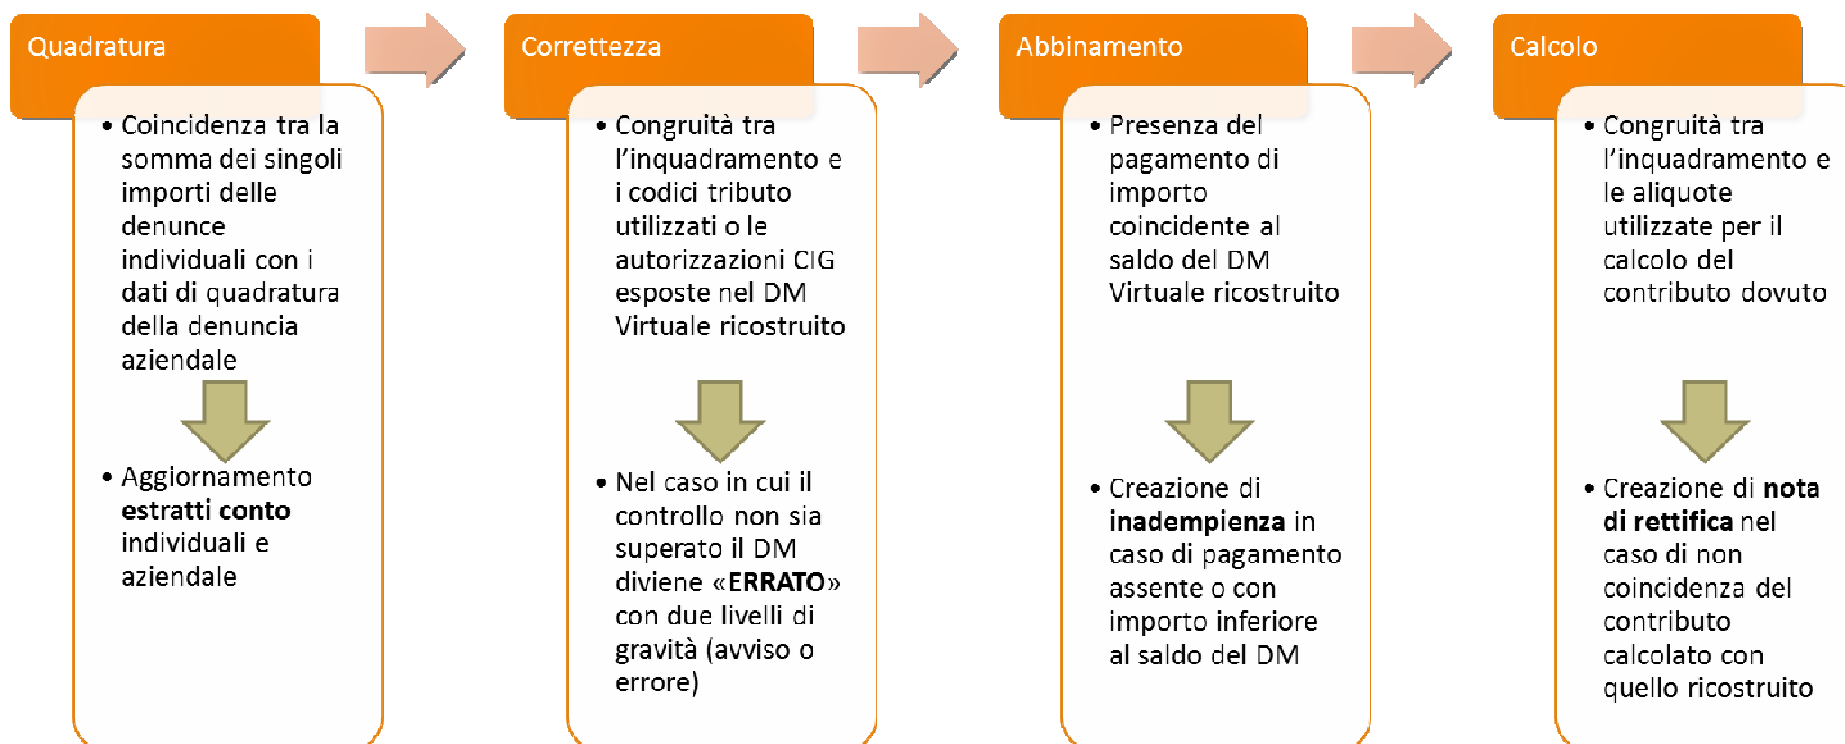 Quadratura
• Coincidenza tra la
somma dei singoli
importi delle
denunce
individuali con i
dati di quadratura
della denuncia
aziendale
• Aggiornamento
estratti conto
individuali e
aziendale
Correttezza
• Congruità tra
l’inquadramento e
i codici tributo
utilizzati o le
autorizzazioni CIG
esposte nel DM
Virtuale ricostruito
• Nel caso in cui il
controllo non sia
superato il DM
diviene «ERRATO»
con due livelli di
gravità (avviso o
errore)
Abbinamento
• Presenza del
pagamento di
importo
coincidente al
saldo del DM
Virtuale ricostruito
• Creazione di
inadempienza in
caso di pagamento
assente o con
importo inferiore
al saldo del DM
Calcolo
• Congruità tra
l’inquadramento e
le aliquote
utilizzate per il
calcolo del
contributo dovuto
• Creazione di nota
di rettifica nel
caso di non
coincidenza del
contributo
calcolato con
quello ricostruito